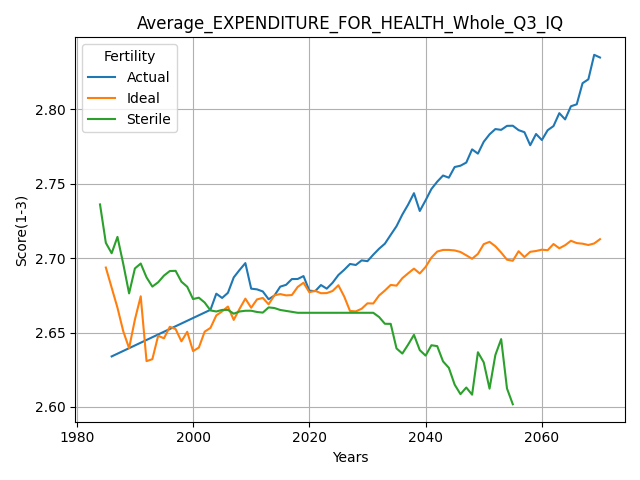 Average_EXPENDITURE_FOR_HEALTH_Whole_Q3_IQ
Fertility
Actual
Ideal
Sterile
Score(1-3)
2.80
2.75
2.70
2.65
2.60
1980
2000
2020
2040
2060
Years